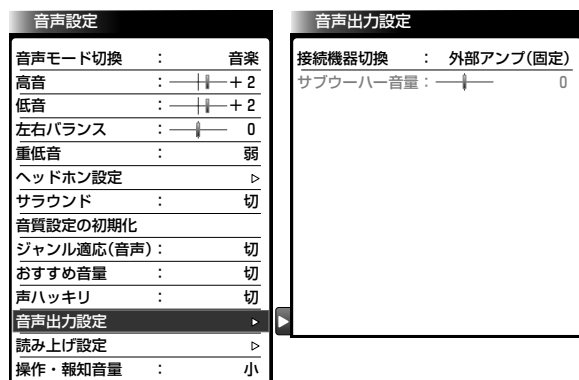 音声設定
音声モード切換 : 音楽
高音 : +2
低音 : +2
左右バランス : 0
重低音 : 弱
ヘッドホン設定
サラウンド : 切
音質設定の初期化
ジャンル適応(音声) : 切
おすすめ音量 : 切
声ハッキリ : 切
音声出力設定
読み上げ設定
操作・報知音量 : 小
音声出力設定
接続機器切換 : 外部アンプ(固定)
サブウーハー音量 : 0